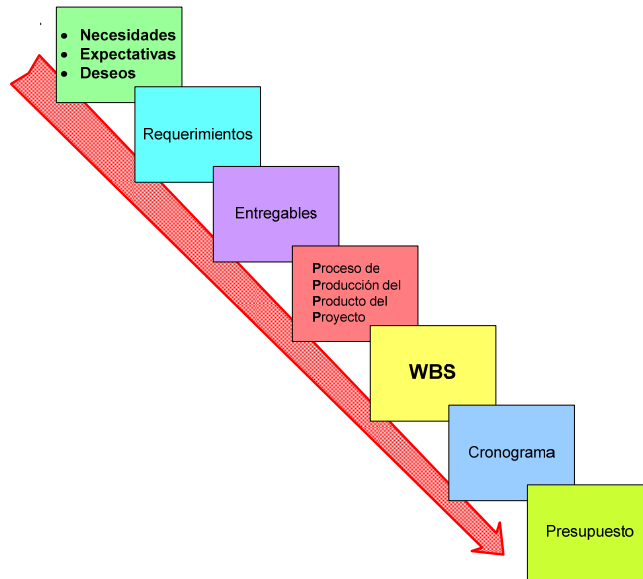 • Necesidades
• Expectativas
• Deseos
Requerimientos
Entregables
Proceso de
Producción del
Producto del
Proyecto
WBS
Cronograma
Presupuesto